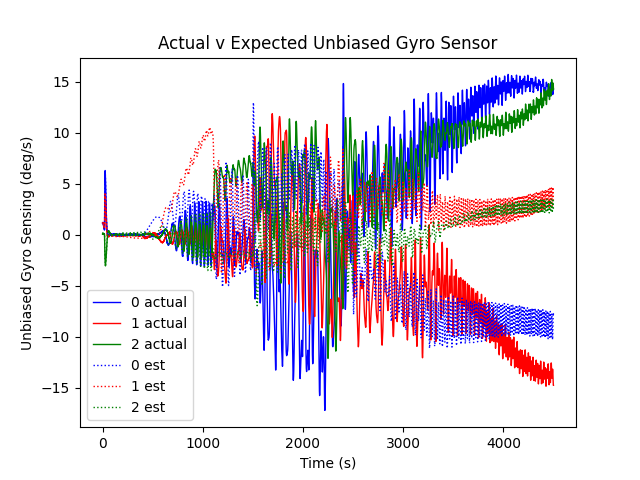 Actual v Expected Unbiased Gyro Sensor
15
10
5
0
−5
−10
−15
Unbiased Gyro Sensing (deg/s)
0 actual
1 actual
2 actual
0 est
1 est
2 est
0 1000 2000 3000 4000
Time (s)